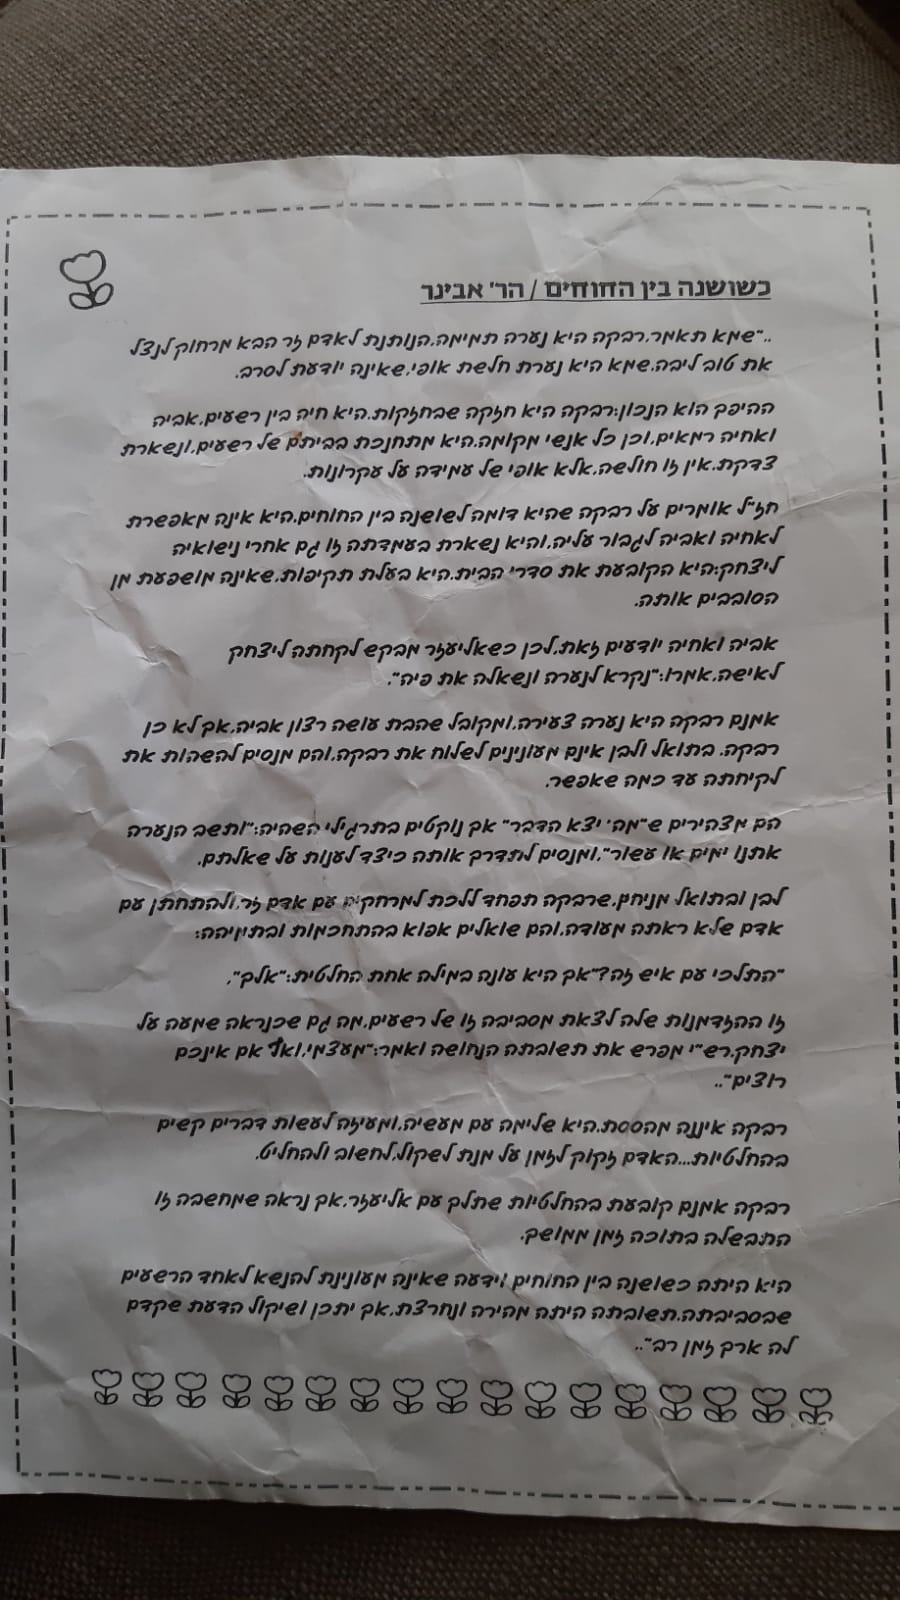 כשושנה בין החוחים / הר' אבינר
.."שמא תאמר,רבקה היא נערה תמימה,הנותנת לאדם זר הבא מרחוק לנצל
את טוב ליבה,שמא היא נערת חלשת אופי,שאינה יודעת לסרב.
ההיפך הוא הנכון:רבקה היא חזקה שבחזקות,היא חיה בין רשעים,אביה
ואחיה רמאים,וכן כל אנשי מקומה,היא מתחנכת בביתם של רשעים,ונשארת
צדקת,אין זו חולשה,אלא אופי של עמידה על עקרונות.
חז"ל אומרים על רבקה שהיא דומה לשושנה בין החוחים,היא אינה מאפשרת
לאחיה ואביה לגבור עליה,והיא נשארת בעמדתה זו גם אחרי נישואיה
ליצחק:היא הקובעת את סדרי הבית,היא בעלת תקיפות,שאינה מושפעת מן
הסובבים אותה.
אביה ואחיה יודעים זאת,לכן כשאליעזר מבקש לקחתה ליצחק
לאישה,אמרו:"נקרא לנערה ונשאלה את פיה".
אמנם רבקה היא נערה צעירה,ומקובל שהבת עושה רצון אביה,אך לא כן
רבקה. בתואל ולבן אינם מעונינים לשלוח את רבקה,והם מנסים להשהות את
לקיחתה עד כמה שאפשר.
הם מצהירים ש"מה' יצא הדבר" אך נוקטים בתרגילי השהיה:"ותשב הנערה
אתנו ימים או עשור",ומנסים לתדרך אותה כיצד לענות על שאלתם.
לבן ובתואל מניחם,שרבקה תפחד ללכת למרחקים עם אדם זר,ולהתחתן עם
אדם שלא ראתה מעודה,והם שואלים אפוא בהתחכמות ובתמיהה:
"התלכי עם איש זה?"אך היא עונה במילה אחת החלטית:"אלך",
זו ההזדמנות שלה לצאת מסביבה זו של רשעים,מה גם שכנראה שמעה על
יצחק.רש"י מפרש את תשובתה הנחושה ואמר:"מעצמי,ואף אם אינכם
רוצים"..
רבקה איננה מהססת,היא שלימה עם מעשיה,ומעיזה לעשות דברים קשים
בהחלטיות...האדם זקוק לזמן על מנת לשקול,לחשוב ולהחליט,
רבקה אמנם קובעת בהחלטיות שתלך עם אליעזר,אך נראה שמחשבה זו
התבשלה בתוכה זמן ממושך.
היא היתה כשושנה בין החוחים וידעה שאינה מעונינת להנשא לאחד הרשעים
שבסביבתה,תשובתה היתה מהירה ונחרצת,אך יתכן ושיקול הדעת שקדם
לה ארך זמן רב"..